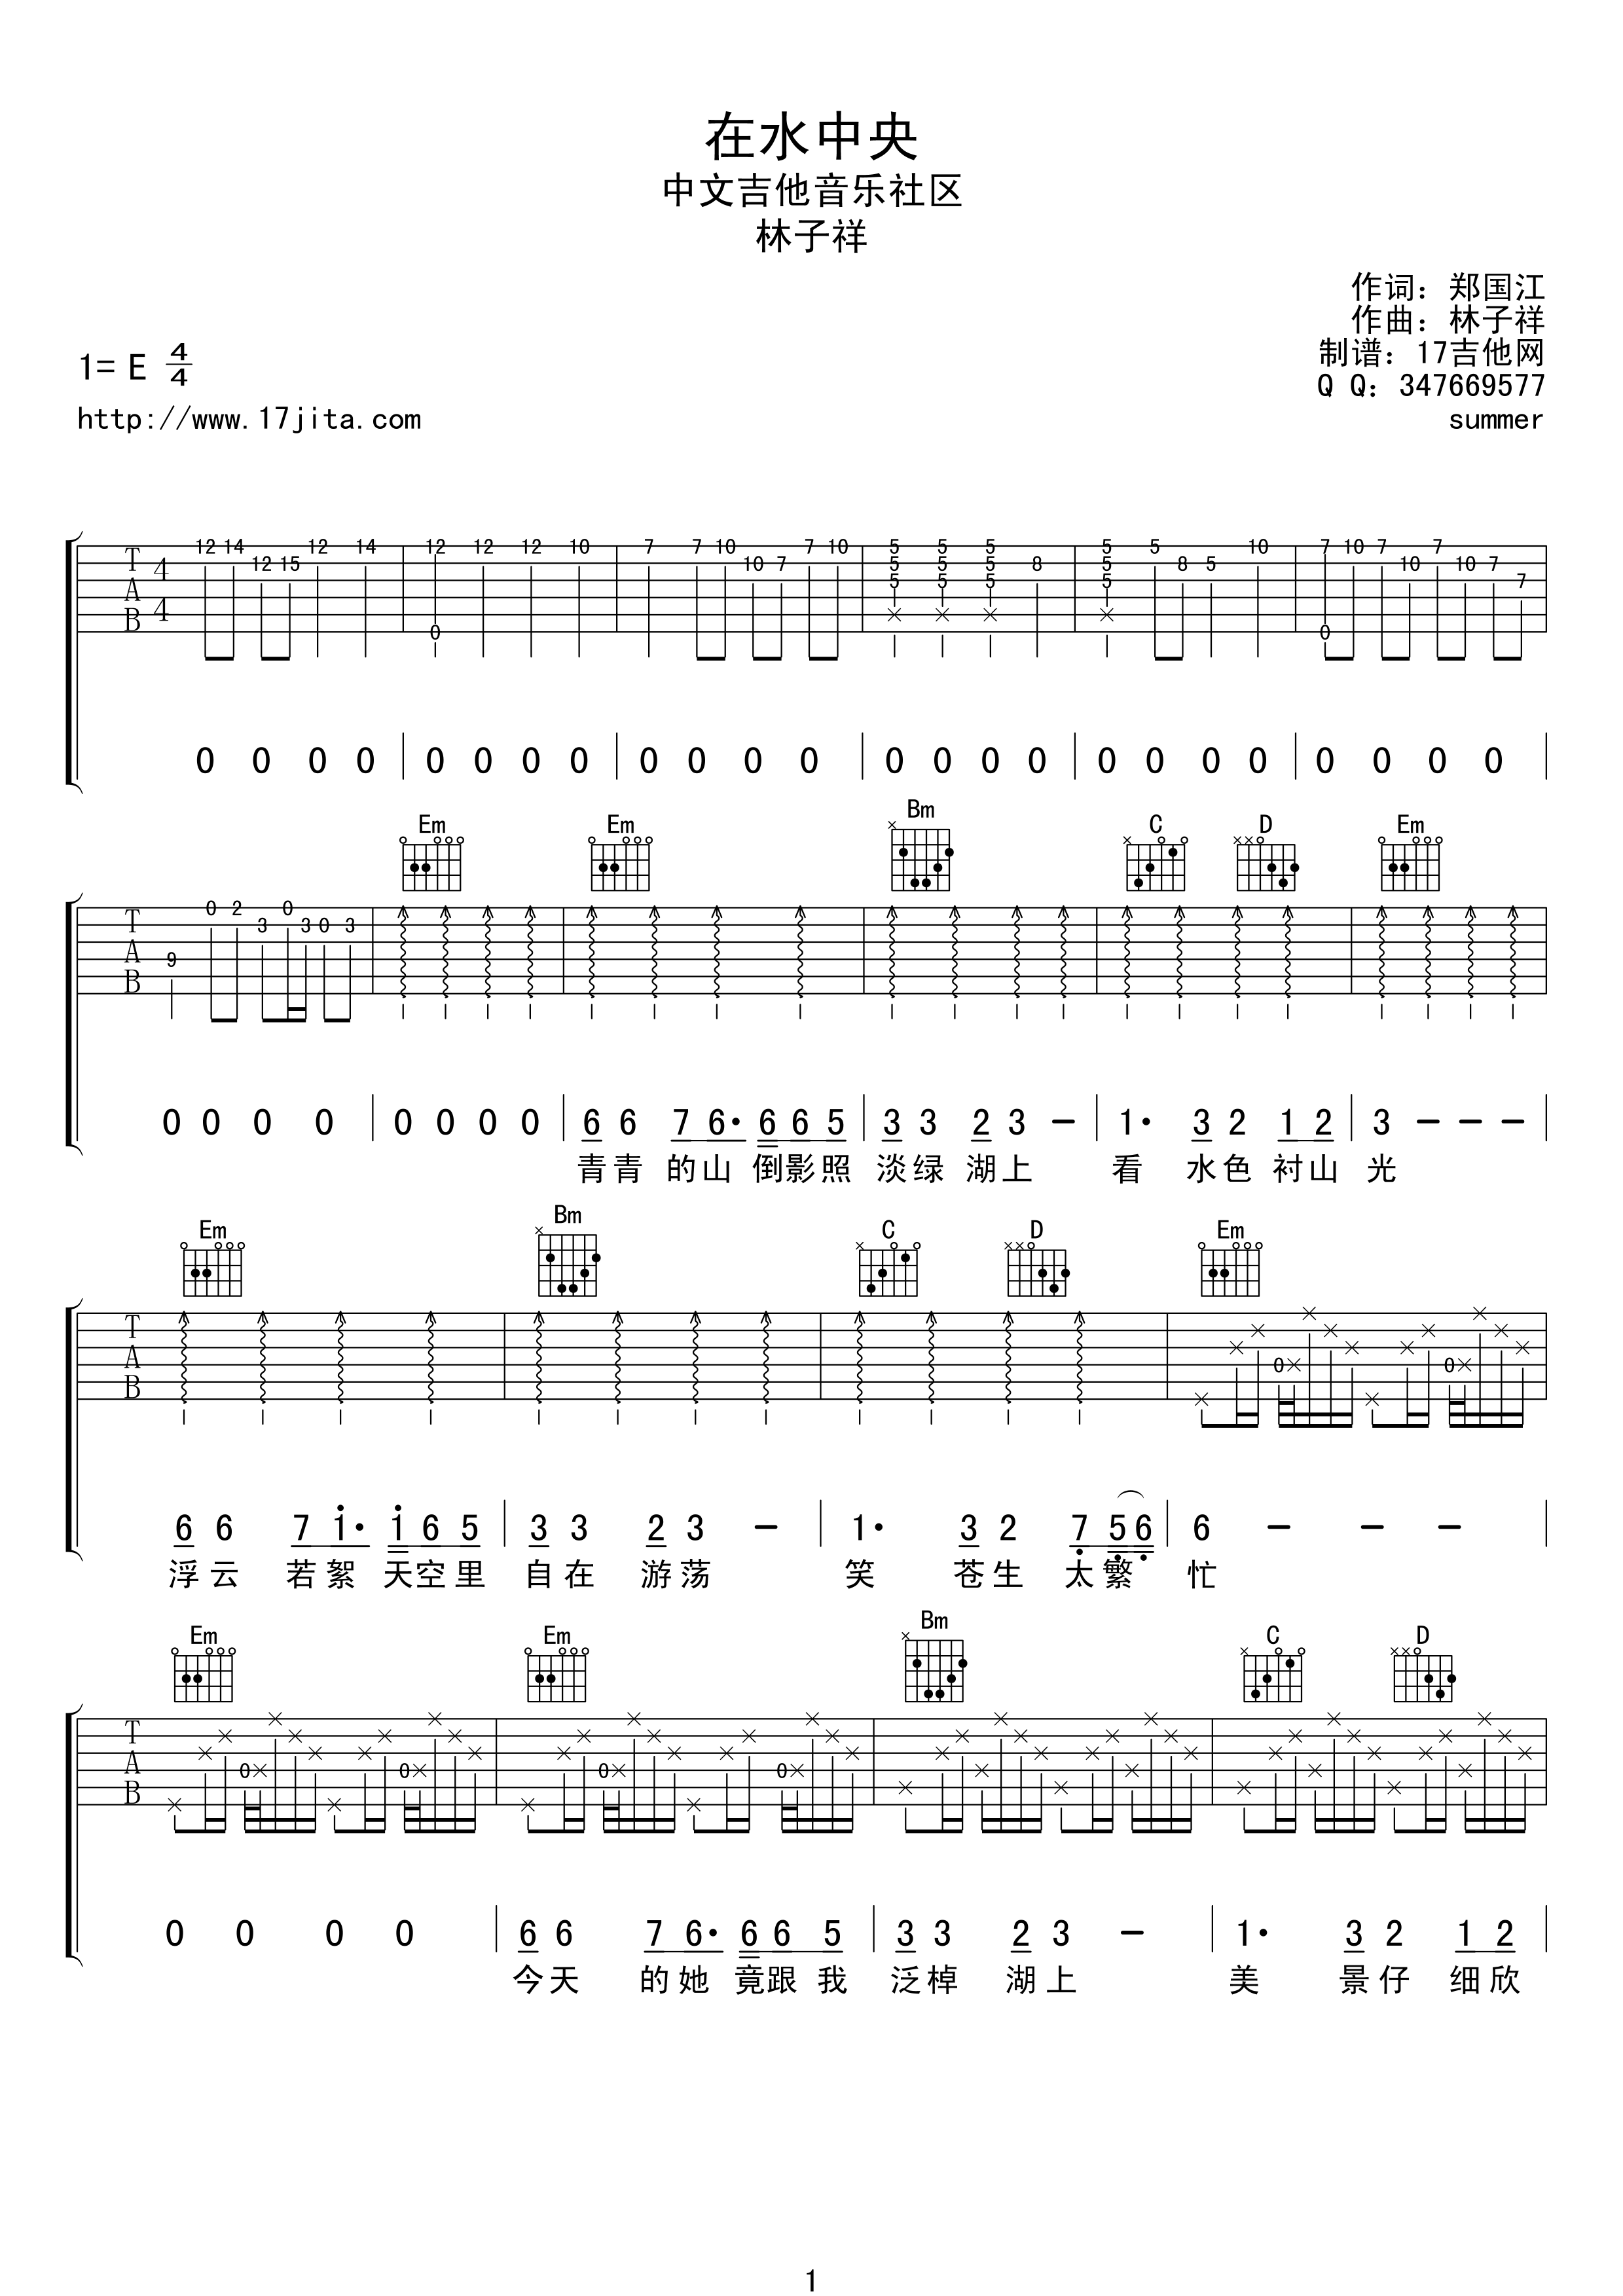 在水中央
中文吉他音乐社区
林子祥
作词：郑国江
作曲：林子祥
制谱：17吉他网
Q Q：347669577
summer
1= E 4/4
http://www.17jita.com
T A B 4 4 12 14 12 15 12 14 12 0 12 12 10 7 7 10 10 7 7 10 5 5 5 5 5 5 5 5 5 8 5 5 5 5 8 5 10 7 0 10 7 10 7 10 7 7
0 0 0 0 0 0 0 0 0 0 0 0 0 0 0 0 0 0 0 0 0 0 0 0
Em Em Bm C D Em
T A B 9 0 2 3 0 3 0 3
0 0 0 0 0 0 0 0 6 6 7 6· 6 6 5 3 3 2 3 - 1· 3 2 1 2 3 - - -
青青 的山 倒影照 淡绿 湖上 看 水色 衬山 光
Em Bm C D Em
T A B 0 0
6 6 7 1· 1 6 5 3 3 2 3 - 1· 3 2 7 5 6 6 - - -
浮云 若絮 天空里 自在 游荡 笑 苍生 太繁 忙
Em Em Bm C D
T A B 0 0 0 0
0 0 0 0 6 6 7 6· 6 6 5 3 3 2 3 - 1· 3 2 1 2
今天 的她 竟跟我 泛棹 湖上 美 景仔 细欣
1